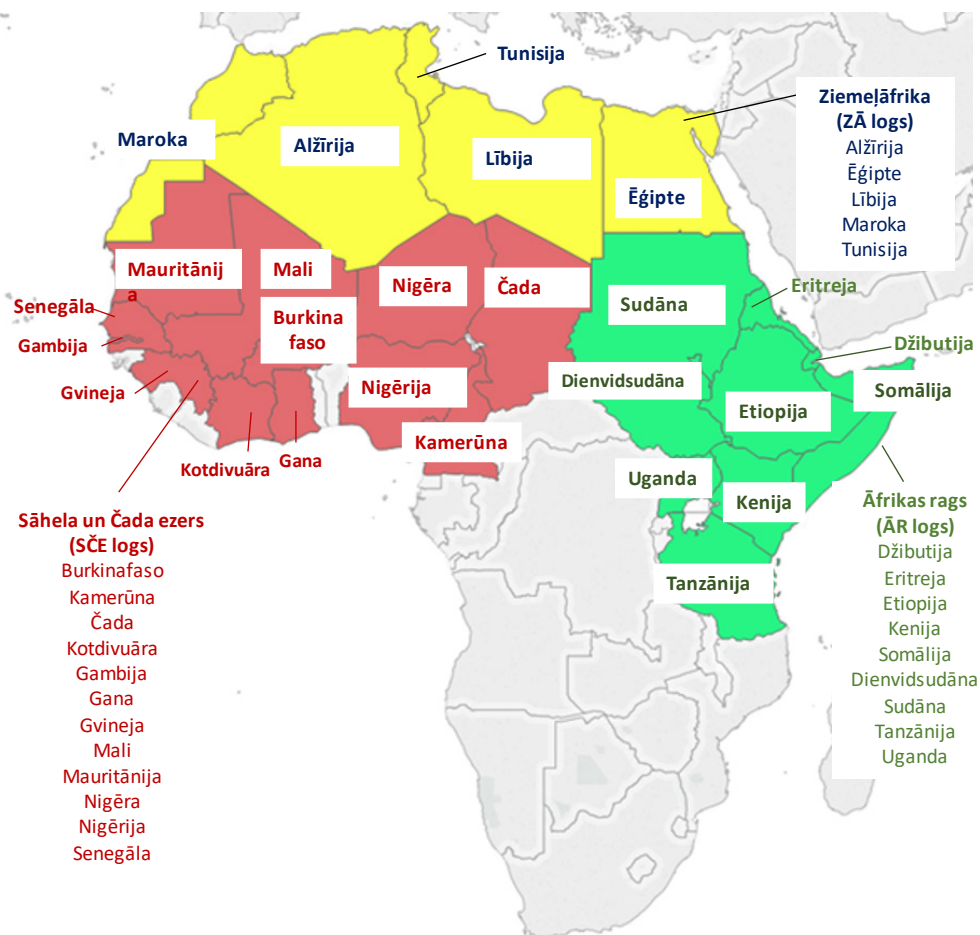 Tunisija
Ziemeļāfrika
(ZĀ logs)
Alžīrija
Ēģipte
Lībija
Maroka
Tunisija
Maroka
Alžīrija
Lībija
Ēģipte
Mauritānij
a
Mali
Nigēra
Čada
Sudāna
Eritreja
Senegāla
Gambija
Gvineja
Burkina
faso
Nigērija
Dienvidsudāna
Džibutija
Somālija
Etiopija
Kotdivuāra
Gana
Kamerūna
Uganda
Kenija
Tanzānija
Sāhela un Čada ezers
(SČE logs)
Burkinafaso
Kamerūna
Čada
Kotdivuāra
Gambija
Gana
Gvineja
Mali
Mauritānija
Nigēra
Nigērija
Senegāla
Āfrikas rags
(ĀR logs)
Džibutija
Eritreja
Etiopija
Kenija
Somālija
Dienvidsudāna
Sudāna
Tanzānija
Uganda